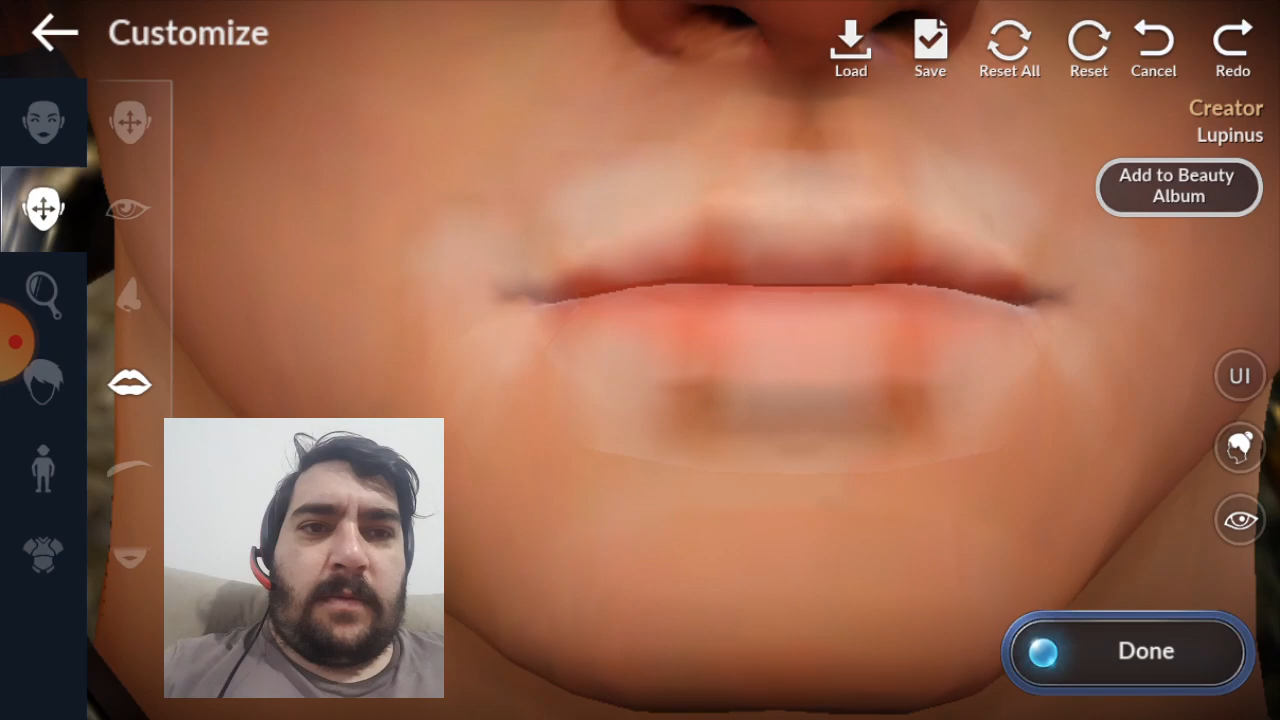 Customize
Load
Save
Reset All
Reset
Cancel
Redo
Creator
Lupinus
Add to Beauty
Album
UI
Done